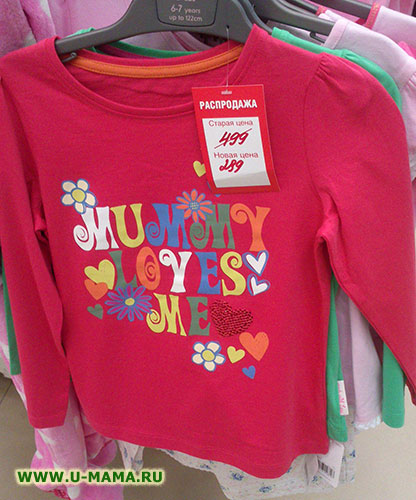 6-7 years
up to 122cm
РАСПРОДАЖА
Старая цена
499
Новая цена
289
MUMMY
LOVES
ME
WWW.U-MAMA.RU